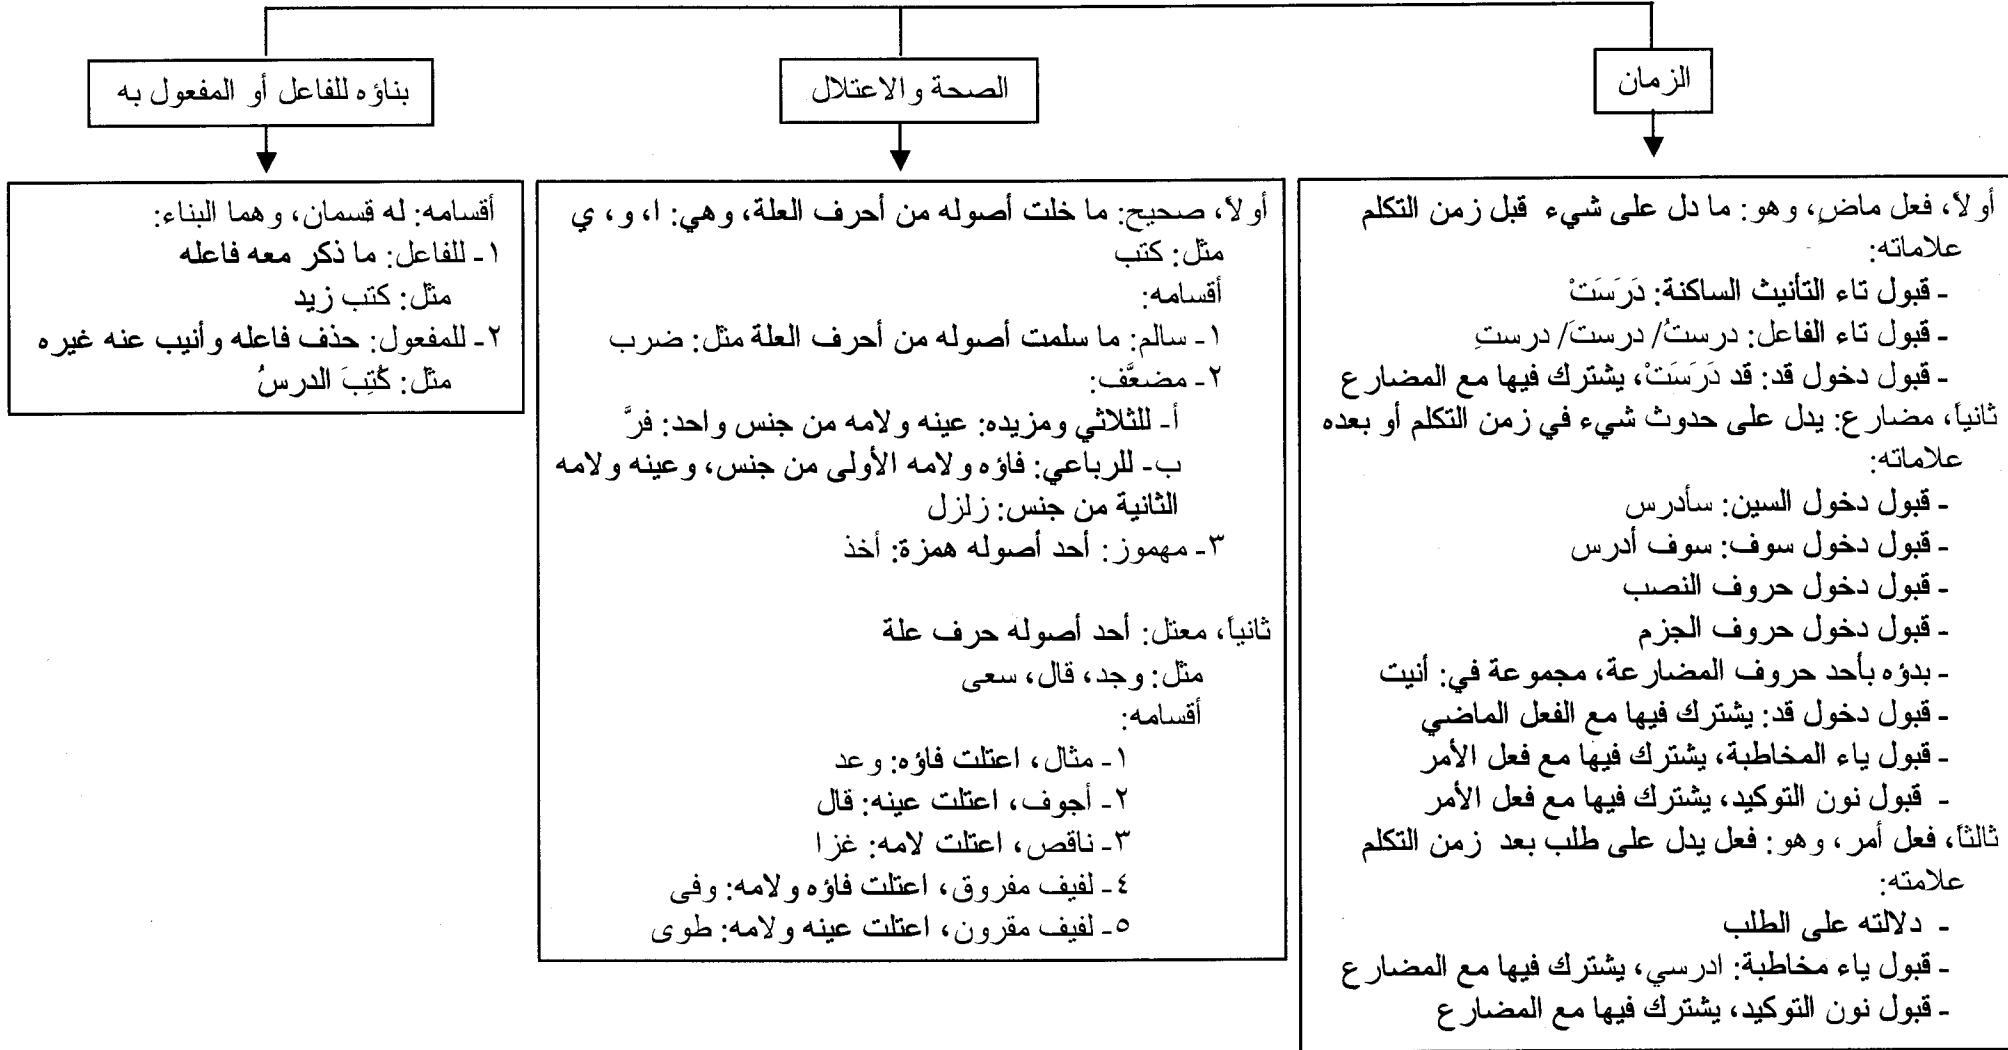 الزمان
أولاً، فعل ماضٍ، وهو: ما دل على شيء قبل زمن التكلم
علاماته:
- قبول تاء التأنيث الساكنة: دَرَسَتْ
- قبول تاء الفاعل: درستُ/ درستَ/ درستِ
- قبول دخول قد: قد دَرَسَتْ، يشترك فيها مع المضارع
ثانياً، مضارع: يدل على حدوث شيء في زمن التكلم أو بعده
علاماته:
- قبول دخول السين: سأدرس
- قبول دخول سوف: سوف أدرس
- قبول دخول حروف النصب
- قبول دخول حروف الجزم
- بدؤه بأحد حروف المضارعة، مجموعة في: أنيت
- قبول دخول قد: يشترك فيها مع الفعل الماضي
- قبول ياء المخاطبة، يشترك فيها مع فعل الأمر
- قبول نون التوكيد، يشترك فيها مع فعل الأمر
ثالثاً، فعل أمر، وهو: فعل يدل على طلب بعد زمن التكلم
علامته:
- دلالته على الطلب
- قبول ياء مخاطبة: ادرسي، يشترك فيها مع المضارع
- قبول نون التوكيد، يشترك فيها مع المضارع
الصحة والاعتلال
أولاً، صحيح: ما خلت أصوله من أحرف العلة، وهي: ا، و، ي
مثل: كتب
أقسامه:
١- سالم: ما سلمت أصوله من أحرف العلة مثل: ضرب
٢- مضعَّف:
أ- للثلاثي ومزيده: عينه ولامه من جنس واحد: فرَّ
ب- للرباعي: فاؤه ولامه الأولى من جنس، وعينه ولامه
الثانية من جنس: زلزل
٣- مهموز: أحد أصوله همزة: أخذ
ثانياً، معتل: أحد أصوله حرف علة
مثل: وجد، قال، سعى
أقسامه:
١- مثال، اعتلت فاؤه: وعد
٢- أجوف، اعتلت عينه: قال
٣- ناقص، اعتلت لامه: غزا
٤- لفيف مفروق، اعتلت فاؤه ولامه: وفى
٥- لفيف مقرون، اعتلت عينه ولامه: طوى
بناؤه للفاعل أو المفعول به
أقسامه: له قسمان، وهما البناء:
١- للفاعل: ما ذكر معه فاعله
مثل: كتب زيد
٢- للمفعول: حذف فاعله وأنيب عنه غيره
مثل: كُتِبَ الدرسُ